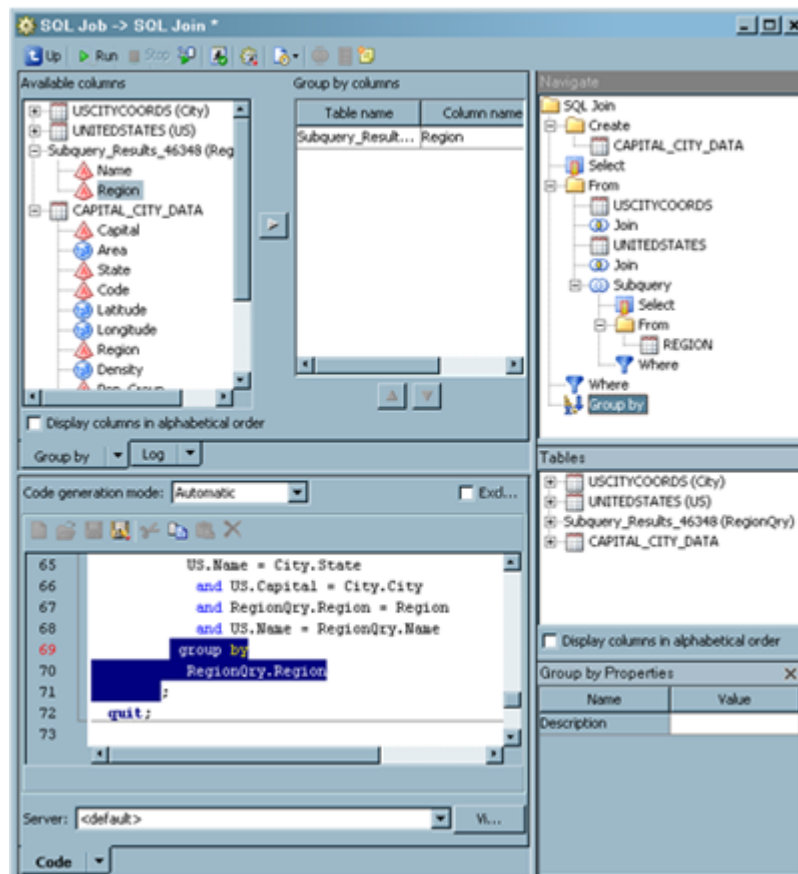 SQL Job -> SQL Join *
Up Run Stop
Available columns
USCITYCOORDS (City)
UNITEDSTATES (US)
Subquery_Results_46348 (Reg
Name
Region
CAPITAL_CITY_DATA
Capital
Area
State
Code
Latitude
Longitude
Region
Density
Display columns in alphabetical order
Group by Log
Group by columns
Table name Column name
Subquery_Result... Region
Code generation mode: Automatic Excl...
65 US.Name = City.State
66 and US.Capital = City.City
67 and RegionQry.Region = Region
68 and US.Name = RegionQry.Name
69 group by
70 RegionQry.Region
71 ;
72 quit;
73
Server: <default> Vi...
Code
Navigate
SQL Join
Create
CAPITAL_CITY_DATA
Select
From
USCITYCOORDS
Join
UNITEDSTATES
Join
Subquery
Select
From
REGION
Where
Where
Group by
Tables
USCITYCOORDS (City)
UNITEDSTATES (US)
Subquery_Results_46348 (RegionQry)
CAPITAL_CITY_DATA
Display columns in alphabetical order
Group by Properties
Name Value
Description